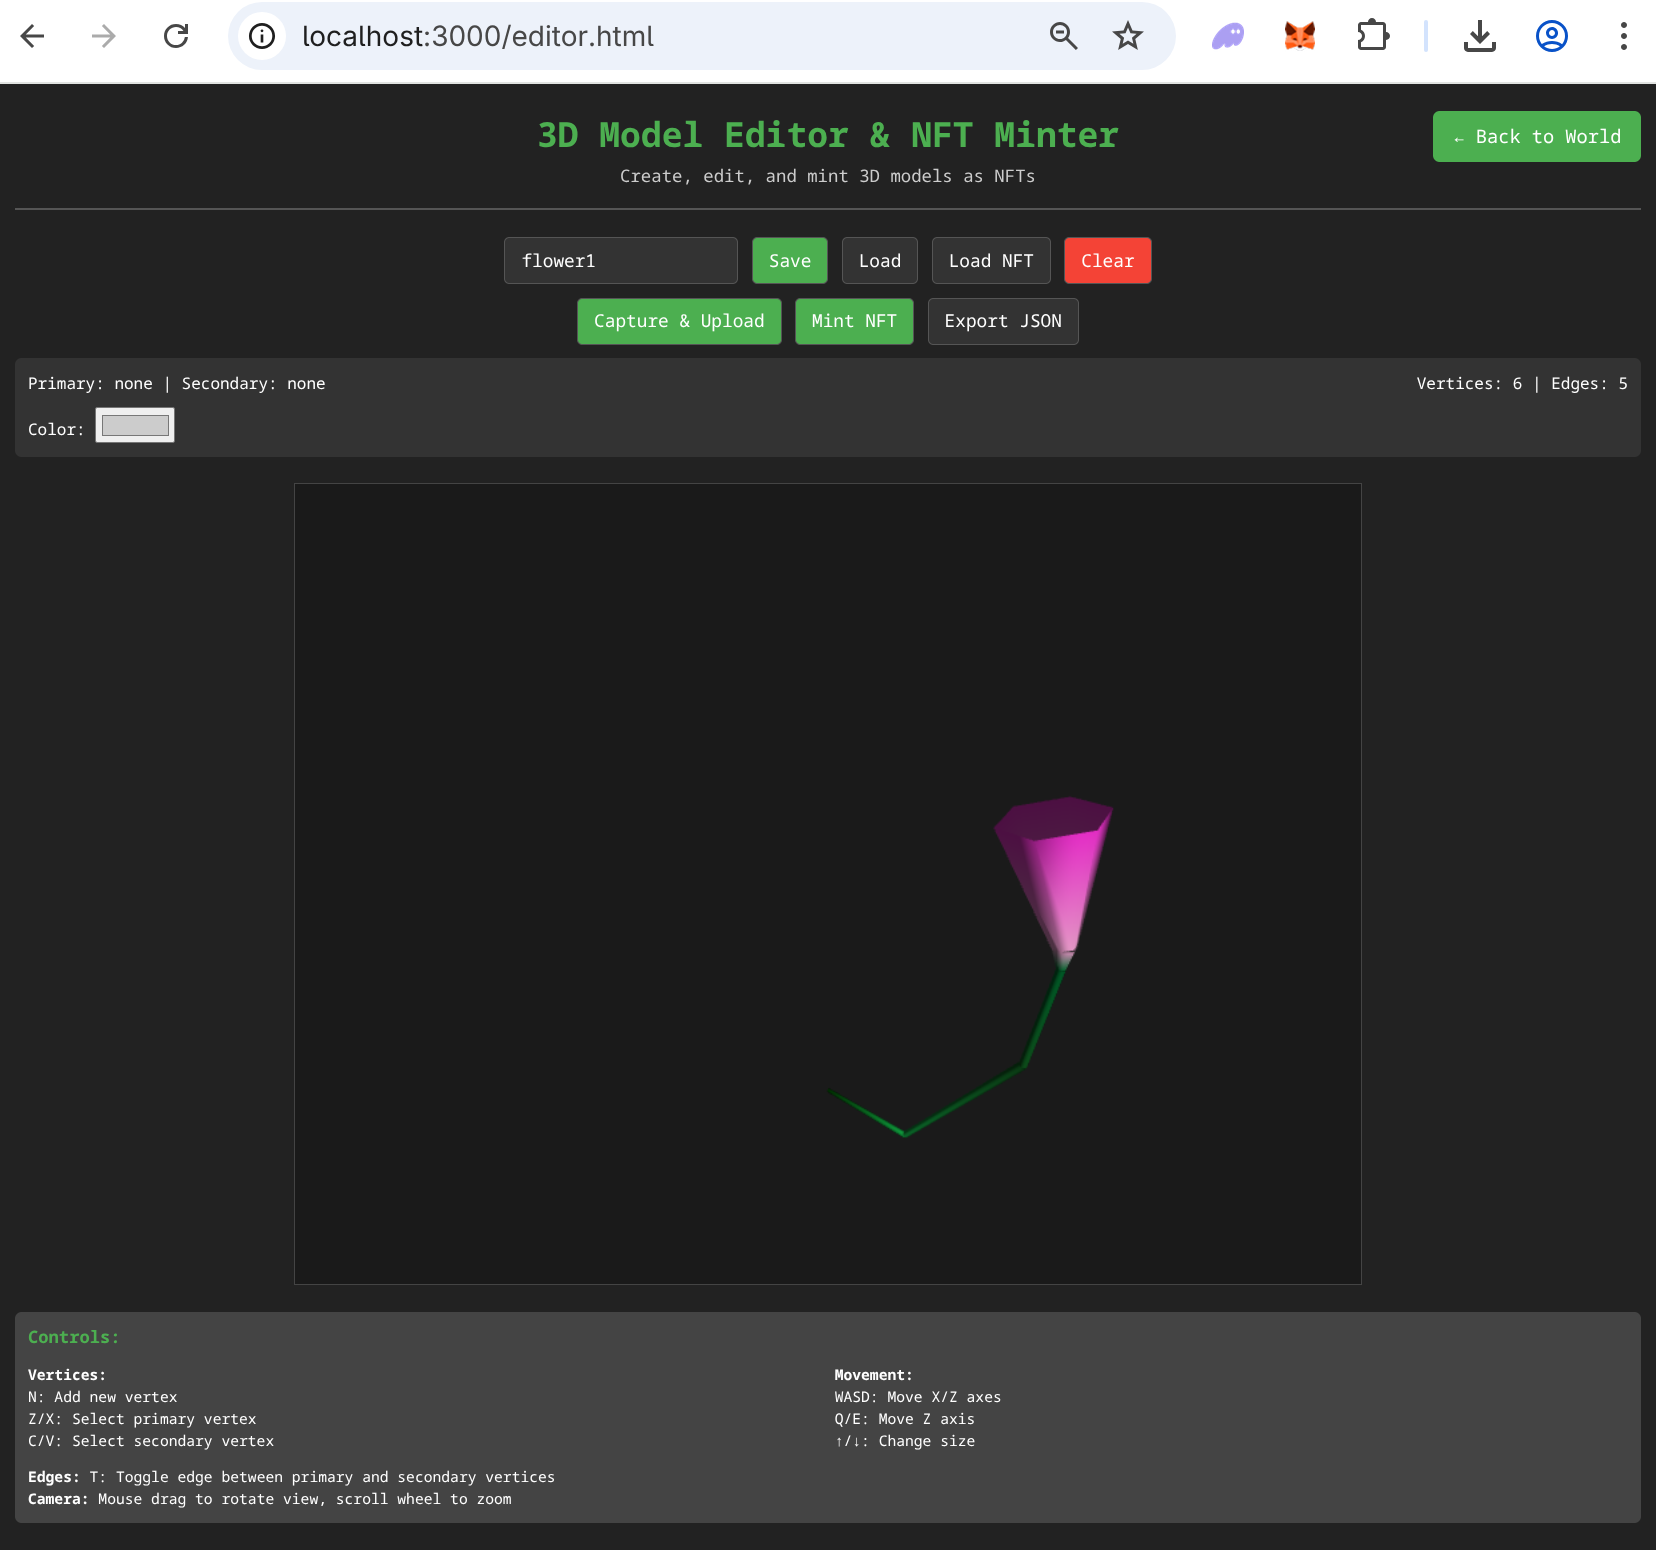 localhost:3000/editor.html
3D Model Editor & NFT Minter
← Back to World
Create, edit, and mint 3D models as NFTs
flower1
Save
Load
Load NFT
Clear
Capture & Upload
Mint NFT
Export JSON
Primary: none | Secondary: none
Vertices: 6 | Edges: 5
Color:
Controls:
Vertices:
N: Add new vertex
Z/X: Select primary vertex
C/V: Select secondary vertex
Movement:
WASD: Move X/Z axes
Q/E: Move Z axis
↑/↓: Change size
Edges: T: Toggle edge between primary and secondary vertices
Camera: Mouse drag to rotate view, scroll wheel to zoom